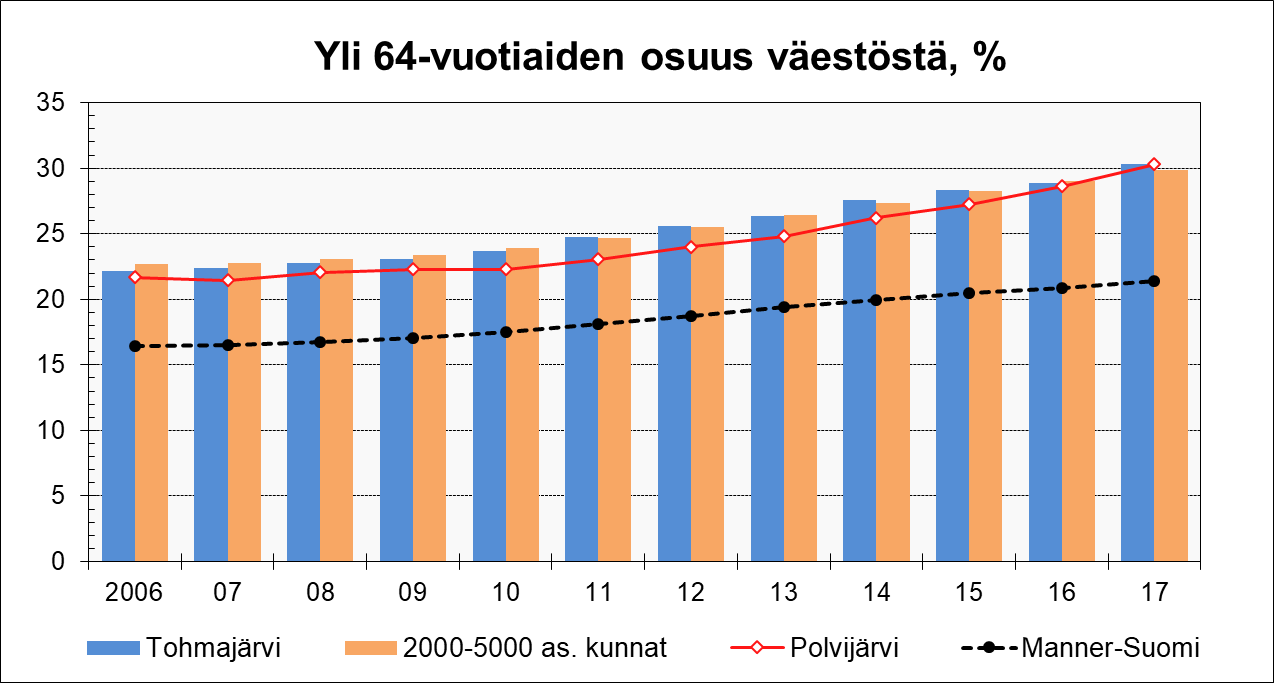 Yli 64-vuotiaiden osuus väestöstä, %
35
30
25
20
15
10
5
0
2006 07 08 09 10 11 12 13 14 15 16 17
Tohmajärvi 2000-5000 as. kunnat Polvijärvi Manner-Suomi